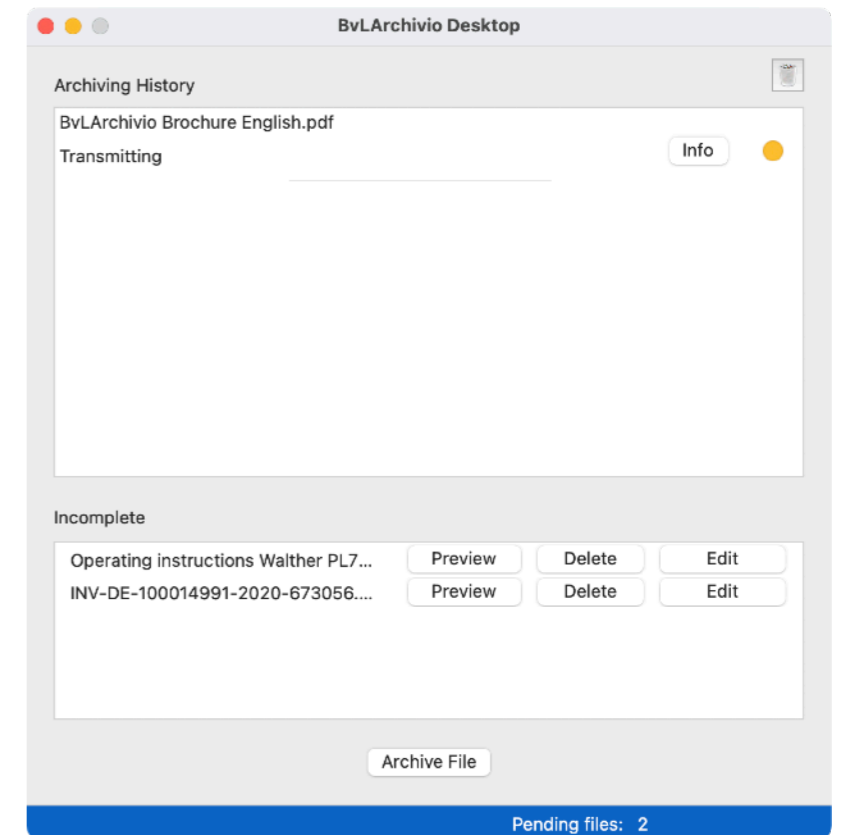 BvLArchivio Desktop
Archiving History
BvLArchivio Brochure English.pdf
Transmitting Info
Incomplete
Operating instructions Walther PL7... Preview Delete Edit
INV-DE-100014991-2020-673056.... Preview Delete Edit
Archive File
Pending files: 2